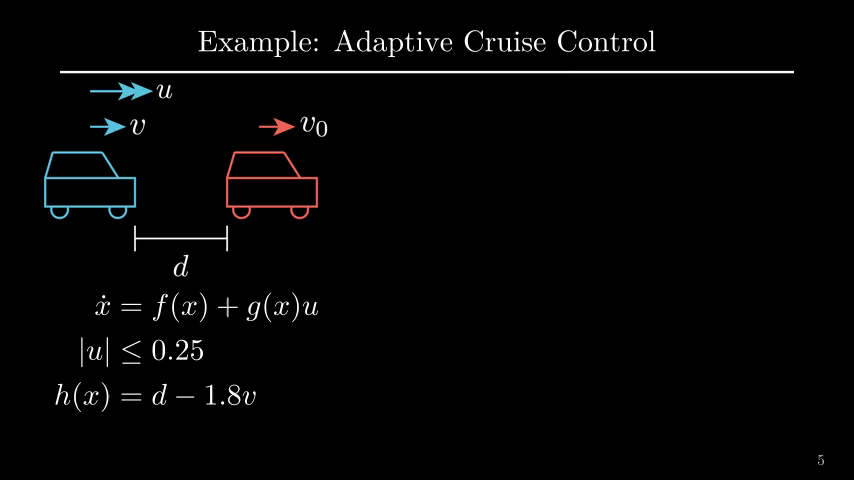 Example: Adaptive Cruise Control
u
v
v₀
d
ẋ = f(x) + g(x)u
|u| ≤ 0.25
h(x) = d − 1.8v
5